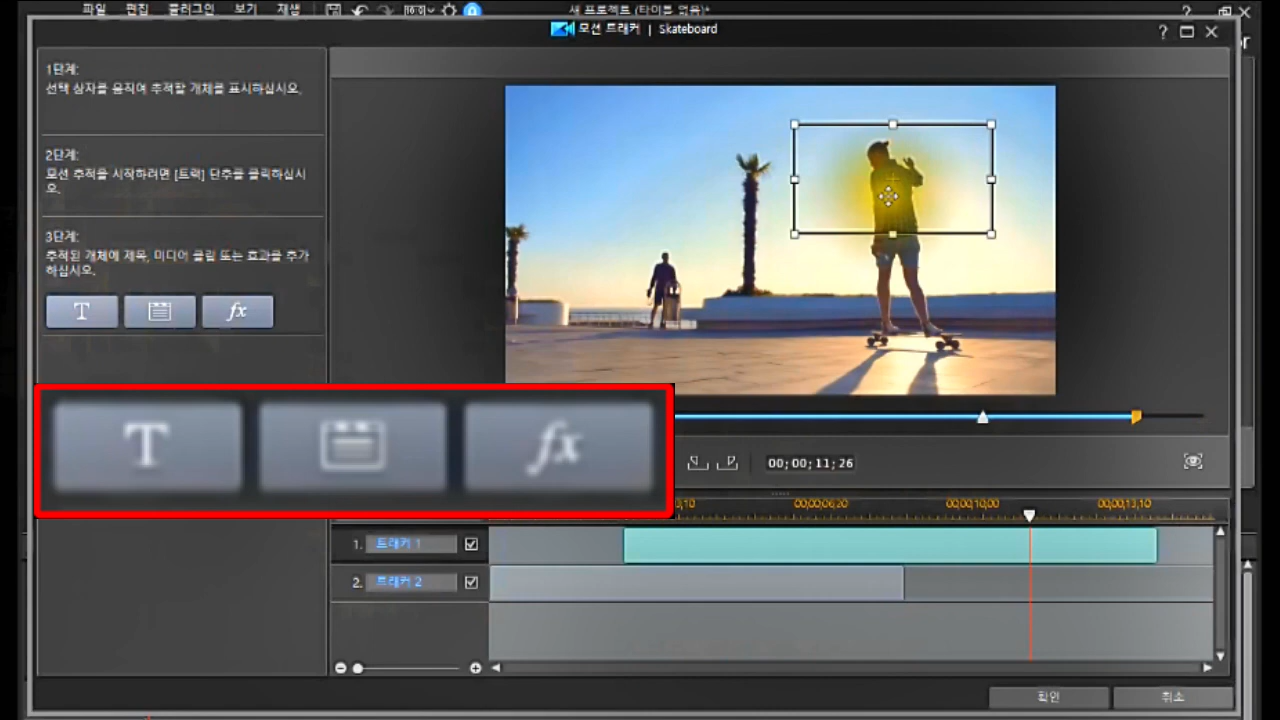 파일 편집 플러그인 보기 재생 16:9 새 프로젝트 (타이틀 없음)*
모션 트래커 | Skateboard
1단계:
선택 상자를 움직여 추적할 개체를 표시하십시오.
2단계:
모션 추적을 시작하려면 [트랙] 단추를 클릭하십시
오.
3단계:
추적된 개체에 제목, 미디어 클립 또는 효과를 추가
하십시오.
T fx
T fx
00;00;11;26
00;00;06;20 00;00;10;00 00;00;13;10
1. 트래커 1
2. 트래커 2
확인 취소